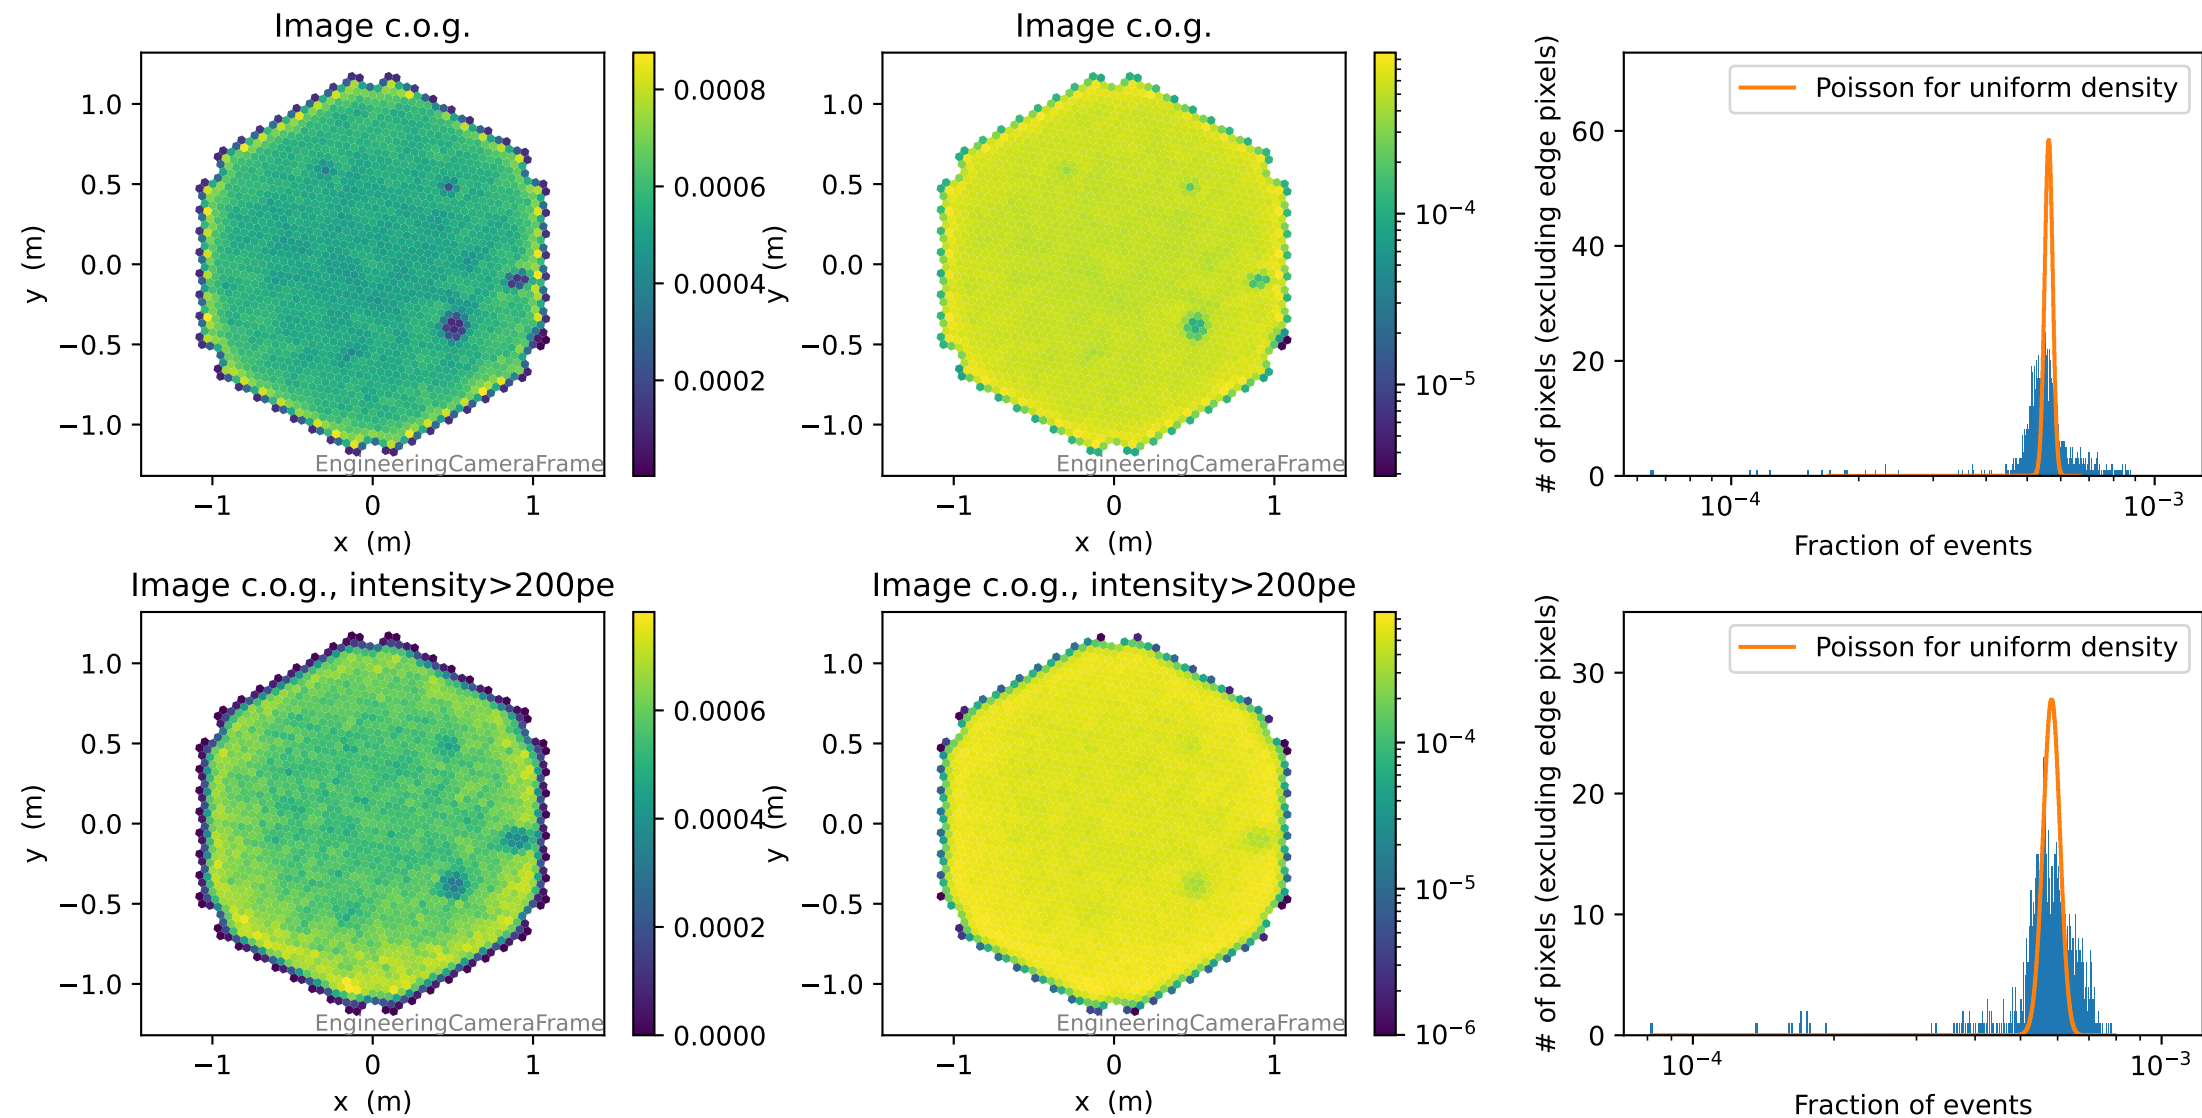 Image c.o.g.
1.0
0.5
0.0
−0.5
−1.0
y (m)
−1
0
1
x (m)
EngineeringCameraFrame
0.0008
0.0006
0.0004
0.0002
Image c.o.g.
1.0
0.5
0.0
−0.5
−1.0
y (m)
−1
0
1
x (m)
EngineeringCameraFrame
10⁻⁴
10⁻⁵
Poisson for uniform density
# of pixels (excluding edge pixels)
60
40
20
0
10⁻⁴
10⁻³
Fraction of events
Image c.o.g., intensity>200pe
1.0
0.5
0.0
−0.5
−1.0
y (m)
−1
0
1
x (m)
EngineeringCameraFrame
0.0006
0.0004
0.0002
0.0000
Image c.o.g., intensity>200pe
1.0
0.5
0.0
−0.5
−1.0
y (m)
−1
0
1
x (m)
EngineeringCameraFrame
10⁻⁴
10⁻⁵
10⁻⁶
Poisson for uniform density
# of pixels (excluding edge pixels)
30
20
10
0
10⁻⁴
10⁻³
Fraction of events